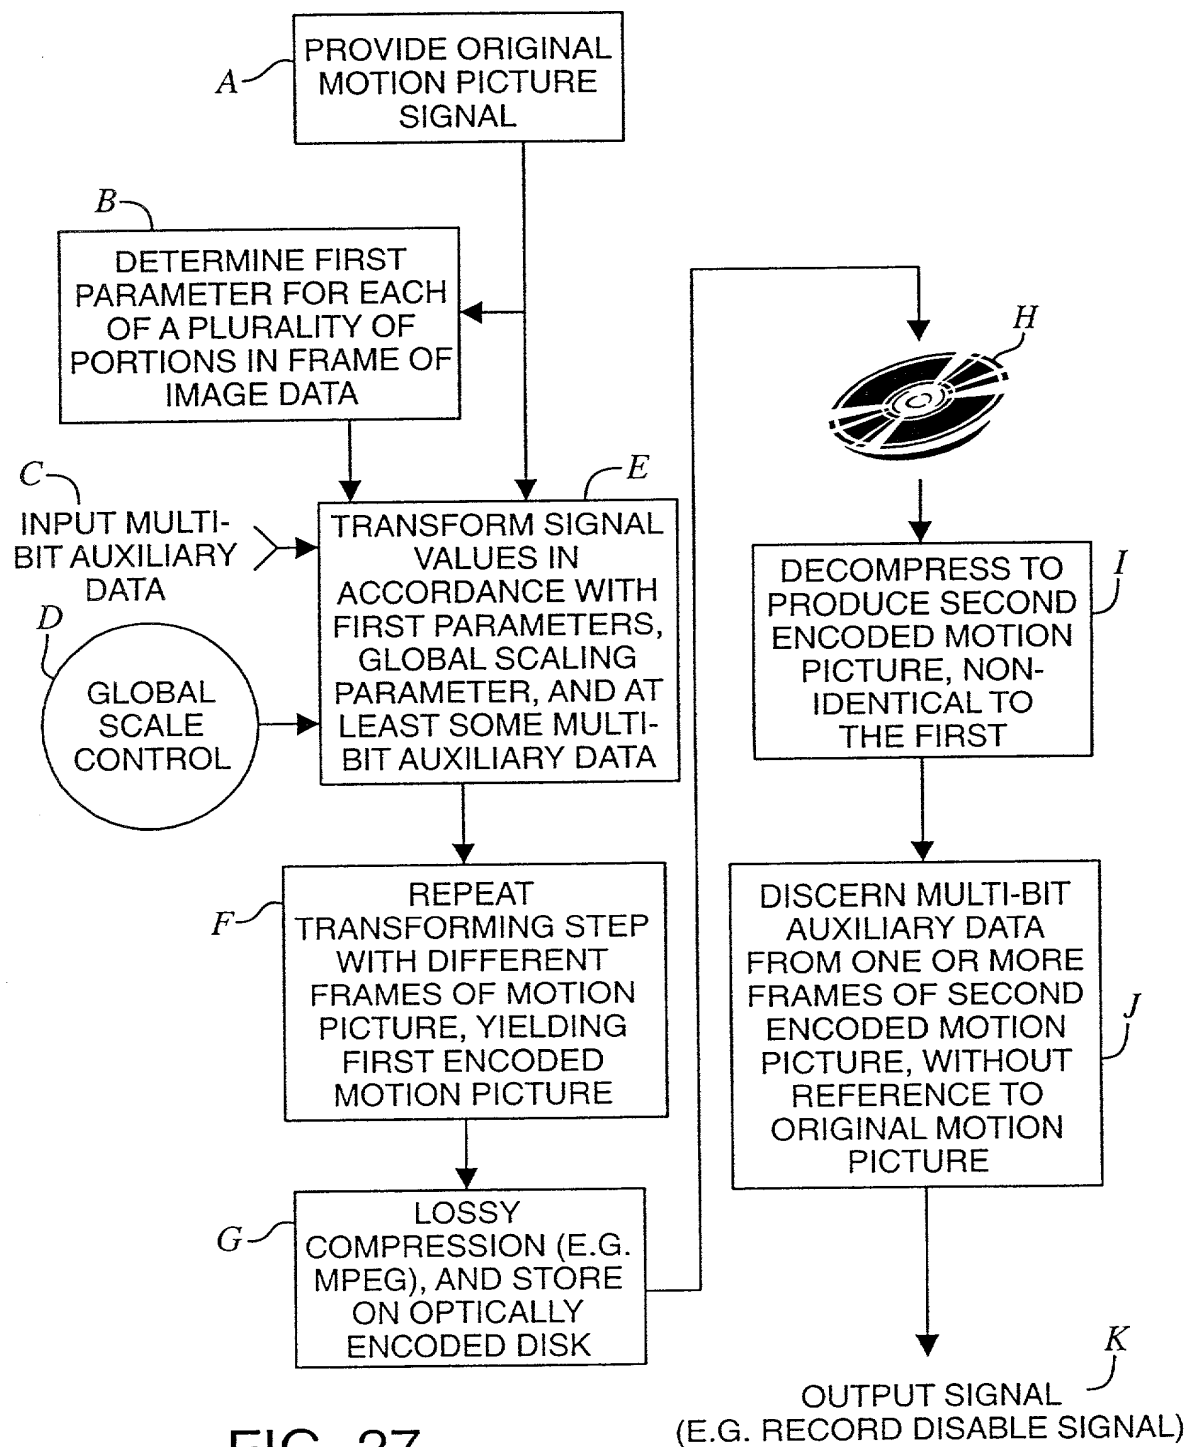 A
PROVIDE ORIGINAL
MOTION PICTURE
SIGNAL
B
DETERMINE FIRST
PARAMETER FOR EACH
OF A PLURALITY OF
PORTIONS IN FRAME OF
IMAGE DATA
C
INPUT MULTI-
BIT AUXILIARY
DATA
D
GLOBAL
SCALE
CONTROL
E
TRANSFORM SIGNAL
VALUES IN
ACCORDANCE WITH
FIRST PARAMETERS,
GLOBAL SCALING
PARAMETER, AND AT
LEAST SOME MULTI-
BIT AUXILIARY DATA
F
REPEAT
TRANSFORMING STEP
WITH DIFFERENT
FRAMES OF MOTION
PICTURE, YIELDING
FIRST ENCODED
MOTION PICTURE
G
LOSSY
COMPRESSION (E.G.
MPEG), AND STORE
ON OPTICALLY
ENCODED DISK
H
I
DECOMPRESS TO
PRODUCE SECOND
ENCODED MOTION
PICTURE, NON-
IDENTICAL TO
THE FIRST
J
DISCERN MULTI-BIT
AUXILIARY DATA
FROM ONE OR MORE
FRAMES OF SECOND
ENCODED MOTION
PICTURE, WITHOUT
REFERENCE TO
ORIGINAL MOTION
PICTURE
K
OUTPUT SIGNAL
(E.G. RECORD DISABLE SIGNAL)
FIG. 27